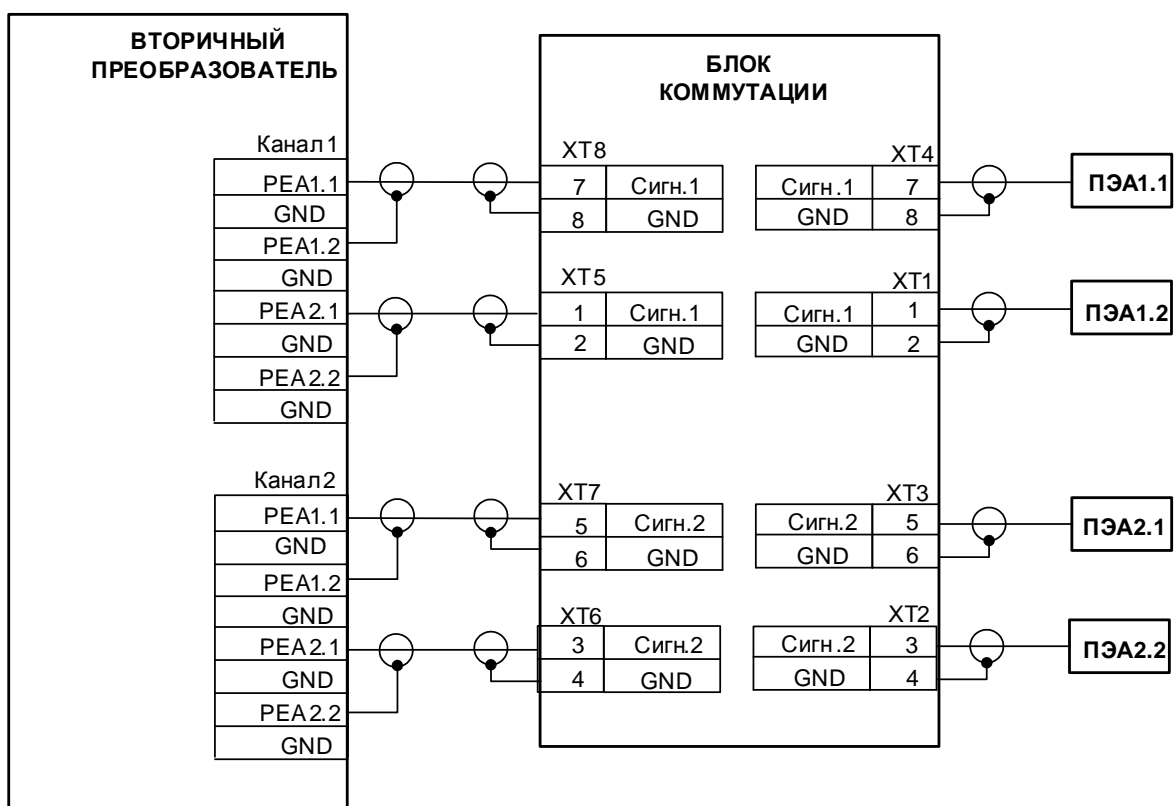 ВТОРИЧНЫЙ
ПРЕОБРАЗОВАТЕЛЬ
Канал 1
PEA1.1
GND
PEA1.2
GND
PEA2.1
GND
PEA2.2
GND
Канал 2
PEA1.1
GND
PEA1.2
GND
PEA2.1
GND
PEA2.2
GND
БЛОК
КОММУТАЦИИ
XT8
7 Сигн.1
8 GND
XT4
Сигн.1 7
GND 8
XT5
1 Сигн.1
2 GND
XT1
Сигн.1 1
GND 2
XT7
5 Сигн.2
6 GND
XT3
Сигн.2 5
GND 6
XT6
3 Сигн.2
4 GND
XT2
Сигн.2 3
GND 4
ПЭА1.1
ПЭА1.2
ПЭА2.1
ПЭА2.2